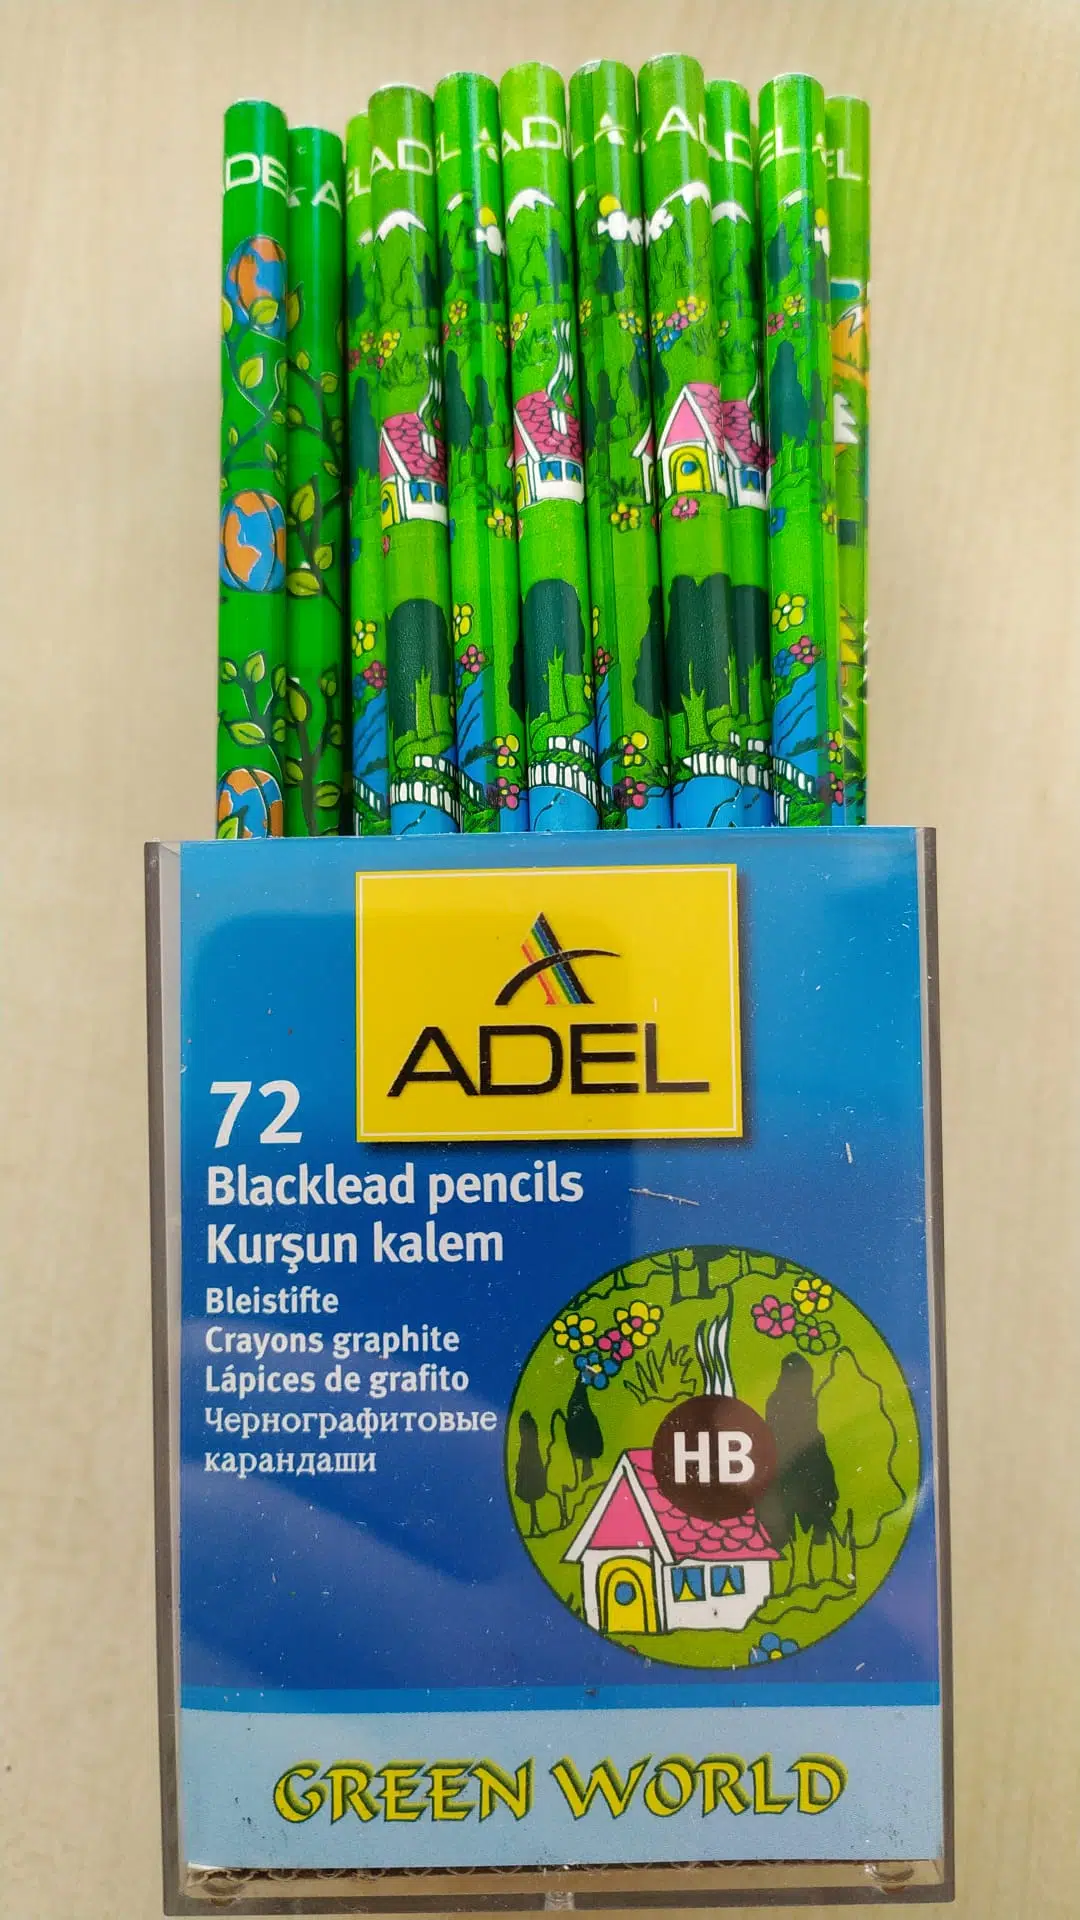 ADEL
72
Blacklead pencils
Kurşun kalem
Bleistifte
Crayons graphite
Lápices de grafito
Чернографитовые
карандаши
HB
GREEN WORLD